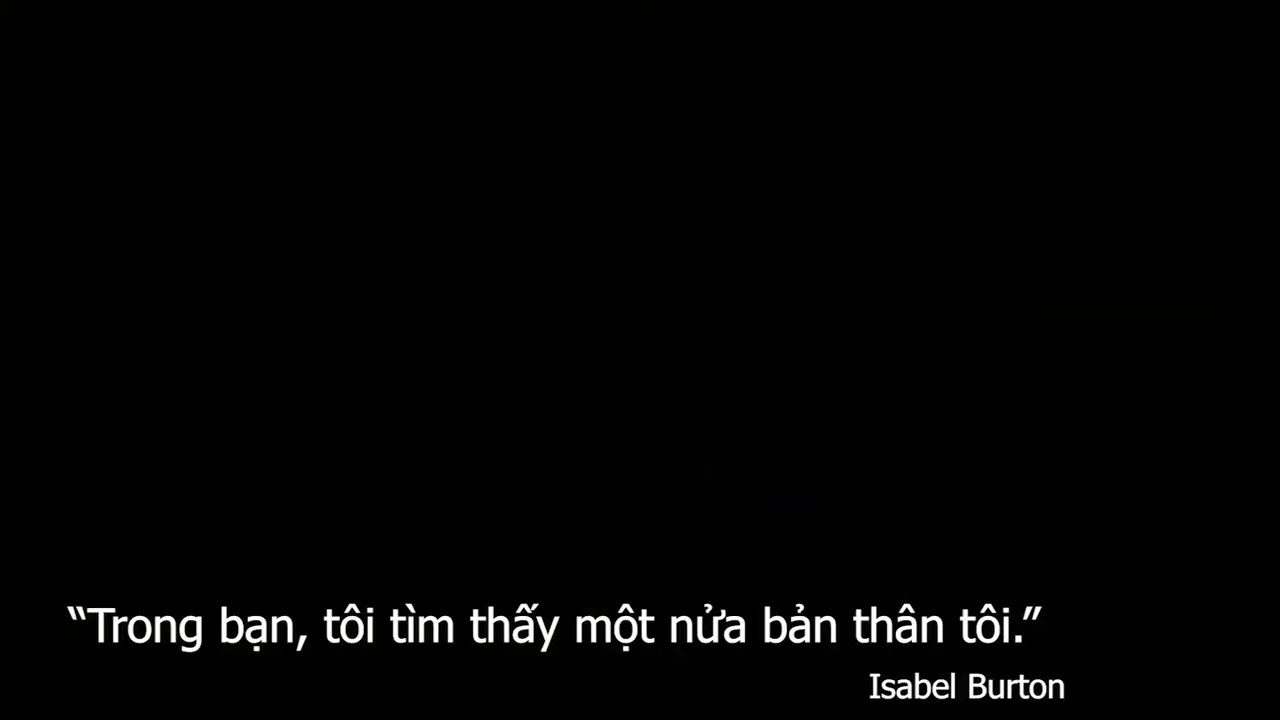 “Trong bạn, tôi tìm thấy một nửa bản thân tôi.”
Isabel Burton